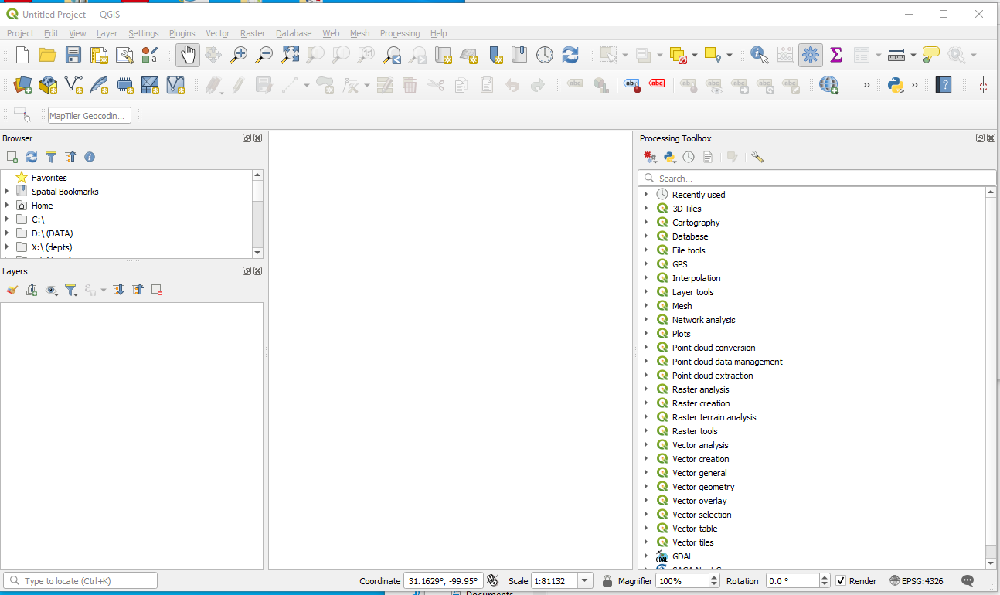 Untitled Project — QGIS
Project Edit View Layer Settings Plugins Vector Raster Database Web Mesh Processing Help
MapTiler Geocodin...
Browser
Favorites
Spatial Bookmarks
Home
C:\
D:\ (DATA)
X:\ (depts)
Layers
Processing Toolbox
Search...
Recently used
3D Tiles
Cartography
Database
File tools
GPS
Interpolation
Layer tools
Mesh
Network analysis
Plots
Point cloud conversion
Point cloud data management
Point cloud extraction
Raster analysis
Raster creation
Raster terrain analysis
Raster tools
Vector analysis
Vector creation
Vector general
Vector geometry
Vector overlay
Vector selection
Vector table
Vector tiles
GDAL
Type to locate (Ctrl+K) Coordinate 31.1629°, -99.95° Scale 1:81132 Magnifier 100% Rotation 0.0 ° Render EPSG:4326
Documents